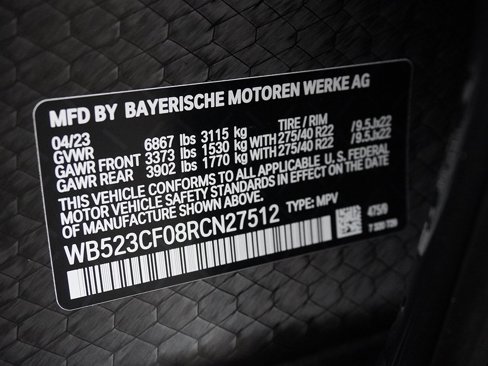 MFD BY BAYERISCHE MOTOREN WERKE AG
04/23 TIRE / RIM
GVWR 6867 lbs 3115 kg
GAWR FRONT 3373 lbs 1530 kg WITH 275/40 R22 / 9.5Jx22
GAWR REAR 3902 lbs 1770 kg WITH 275/40 R22 / 9.5Jx22
THIS VEHICLE CONFORMS TO ALL APPLICABLE U.S. FEDERAL
MOTOR VEHICLE SAFETY STANDARDS IN EFFECT ON THE DATE
OF MANUFACTURE SHOWN ABOVE.
WB523CF08RCN27512 TYPE: MPV